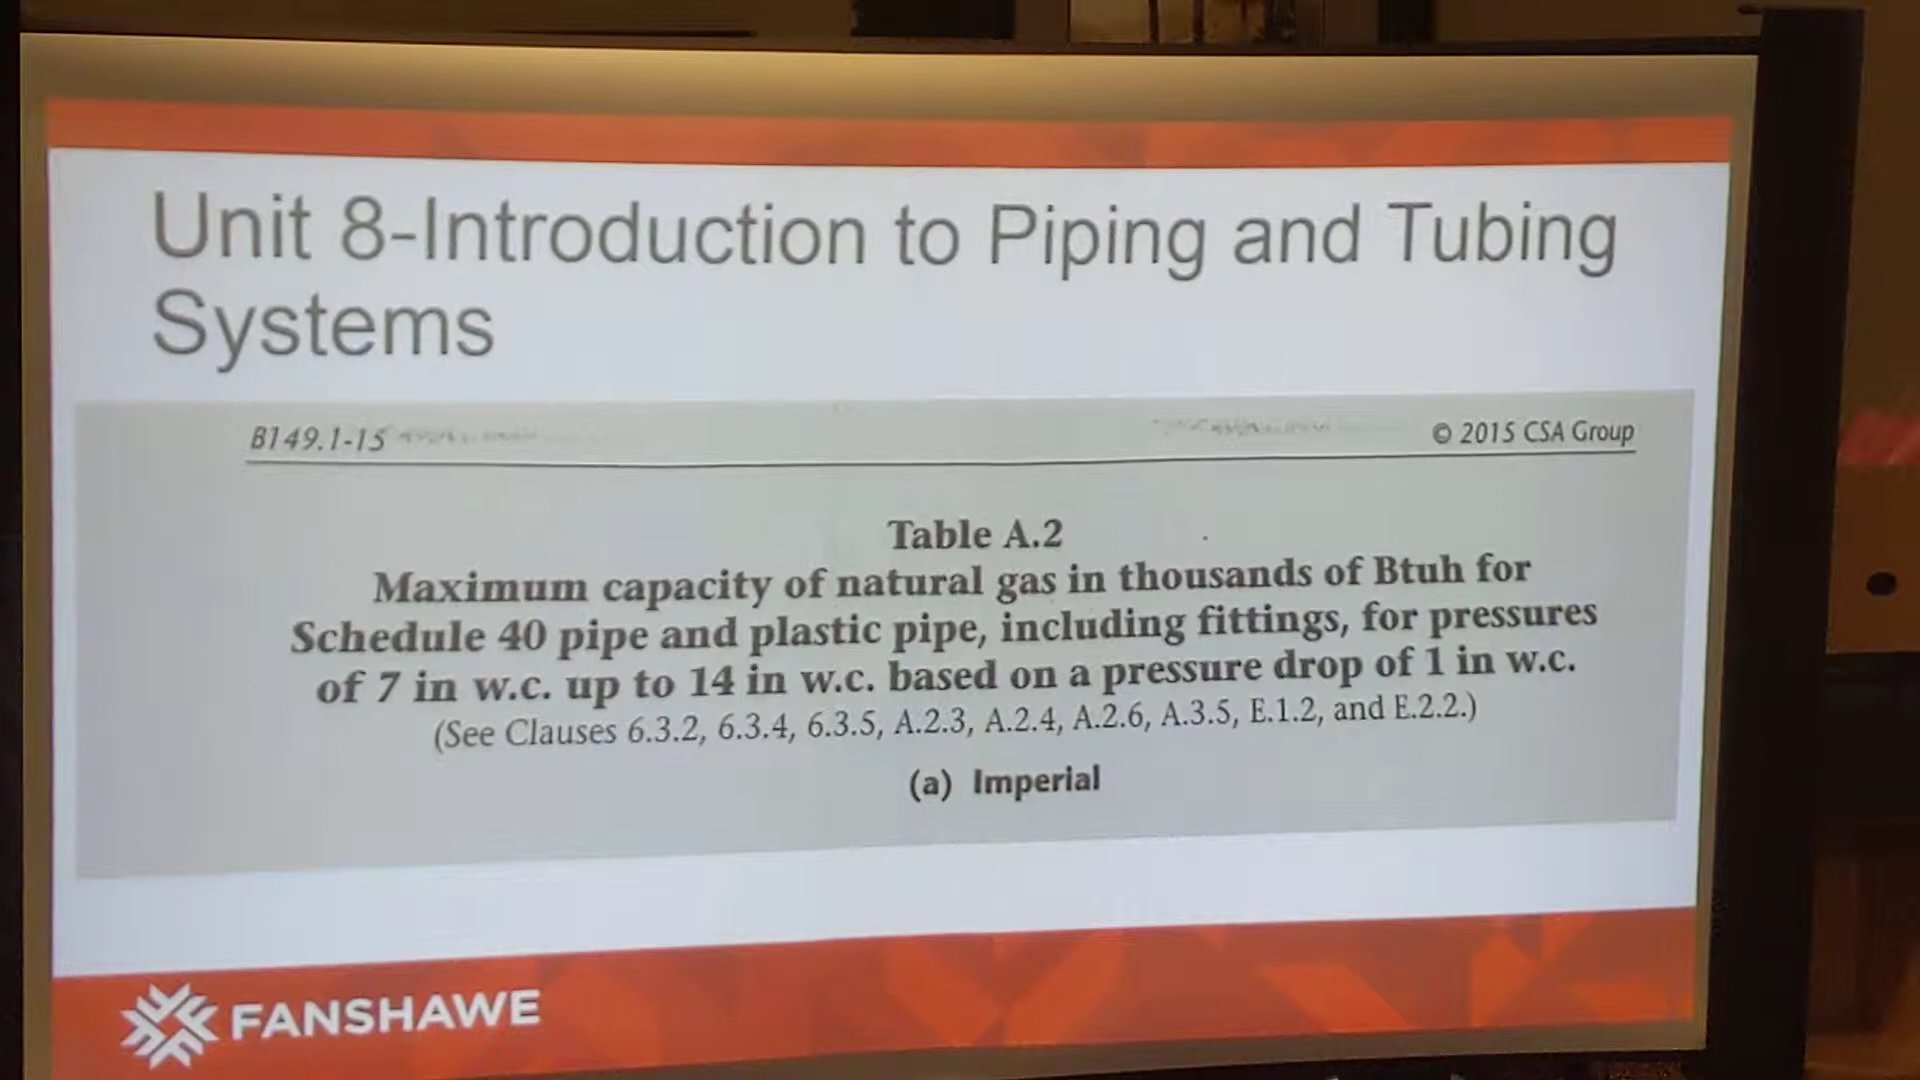 Unit 8-Introduction to Piping and Tubing
Systems
B149.1-15
© 2015 CSA Group
Table A.2
Maximum capacity of natural gas in thousands of Btuh for
Schedule 40 pipe and plastic pipe, including fittings, for pressures
of 7 in w.c. up to 14 in w.c. based on a pressure drop of 1 in w.c.
(See Clauses 6.3.2, 6.3.4, 6.3.5, A.2.3, A.2.4, A.2.6, A.3.5, E.1.2, and E.2.2.)
(a) Imperial
FANSHAWE